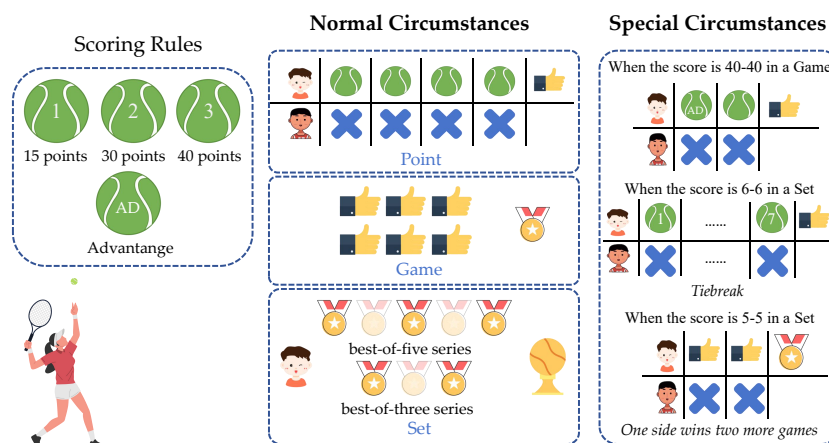 Scoring Rules
1
2
3
15 points
30 points
40 points
AD
Advantange
Normal Circumstances
Point
Game
best-of-five series
best-of-three series
Set
Special Circumstances
When the score is 40-40 in a Game
AD
When the score is 6-6 in a Set
1
......
7
......
Tiebreak
When the score is 5-5 in a Set
One side wins two more games